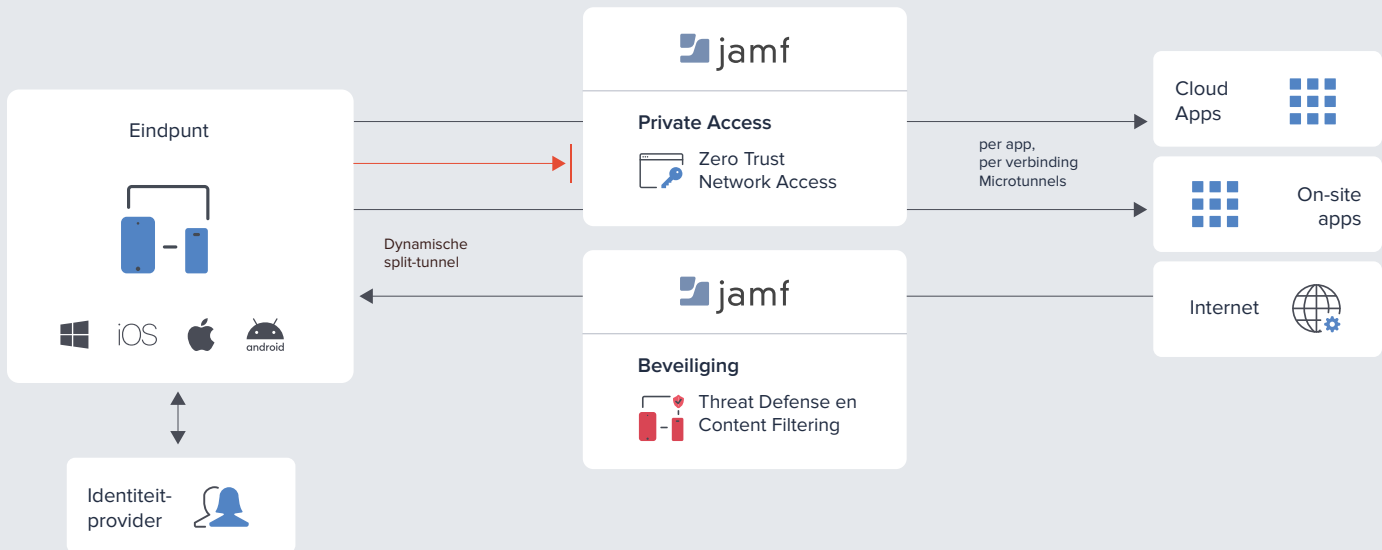 Eindpunt
iOS
android
Identiteit-
provider
Dynamische
split-tunnel
jamf
Private Access
Zero Trust
Network Access
jamf
Beveiliging
Threat Defense en
Content Filtering
per app,
per verbinding
Microtunnels
Cloud
Apps
On-site
apps
Internet